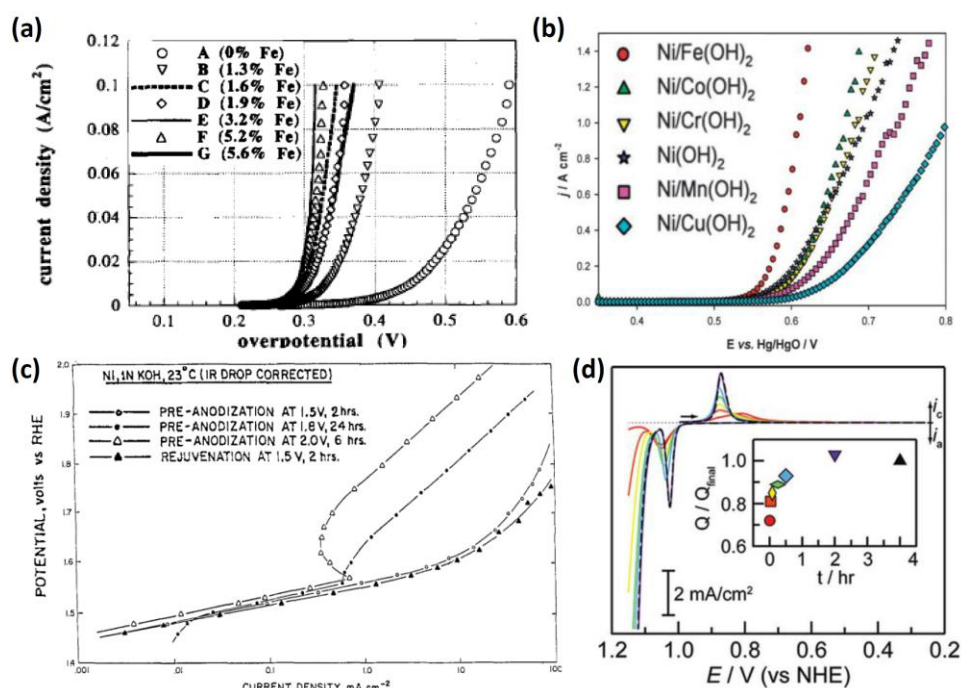 (a)
0.12
0.1
0.08
0.06
0.04
0.02
0
current density (A/cm²)
A (0% Fe)
B (1.3% Fe)
C (1.6% Fe)
D (1.9% Fe)
E (3.2% Fe)
F (5.2% Fe)
G (5.6% Fe)
0.1 0.2 0.3 0.4 0.5 0.6
overpotential (V)
(b)
1.4
1.2
1.0
0.8
0.6
0.4
0.2
0.0
j / A cm⁻²
Ni/Fe(OH)₂
Ni/Co(OH)₂
Ni/Cr(OH)₂
Ni(OH)₂
Ni/Mn(OH)₂
Ni/Cu(OH)₂
0.4 0.5 0.6 0.7 0.8
E vs. Hg/HgO / V
(c)
2.0
1.9
1.8
1.7
1.6
1.5
1.4
POTENTIAL, volts vs RHE
Ni, 1N KOH, 23°C (IR DROP CORRECTED)
PRE-ANODIZATION AT 1.5V, 2hrs.
PRE-ANODIZATION AT 1.8V, 24 hrs.
PRE-ANODIZATION AT 2.0V, 6 hrs.
REJUVENATION AT 1.5 V, 2 hrs.
.001 .01 0.1 1.0 10 100
CURRENT DENSITY, mA cm⁻²
(d)
i_c
i_a
Q / Q_final
1.0
0.8
0.6
0 1 2 3 4
t / hr
2 mA/cm²
1.2 1.0 0.8 0.6 0.4 0.2
E / V (vs NHE)